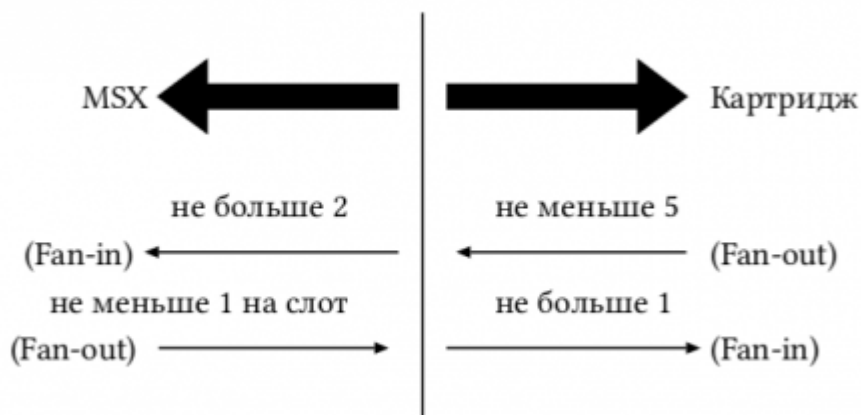 MSX Картридж
не больше 2 не меньше 5
(Fan-in) (Fan-out)
не меньше 1 на слот не больше 1
(Fan-out) (Fan-in)